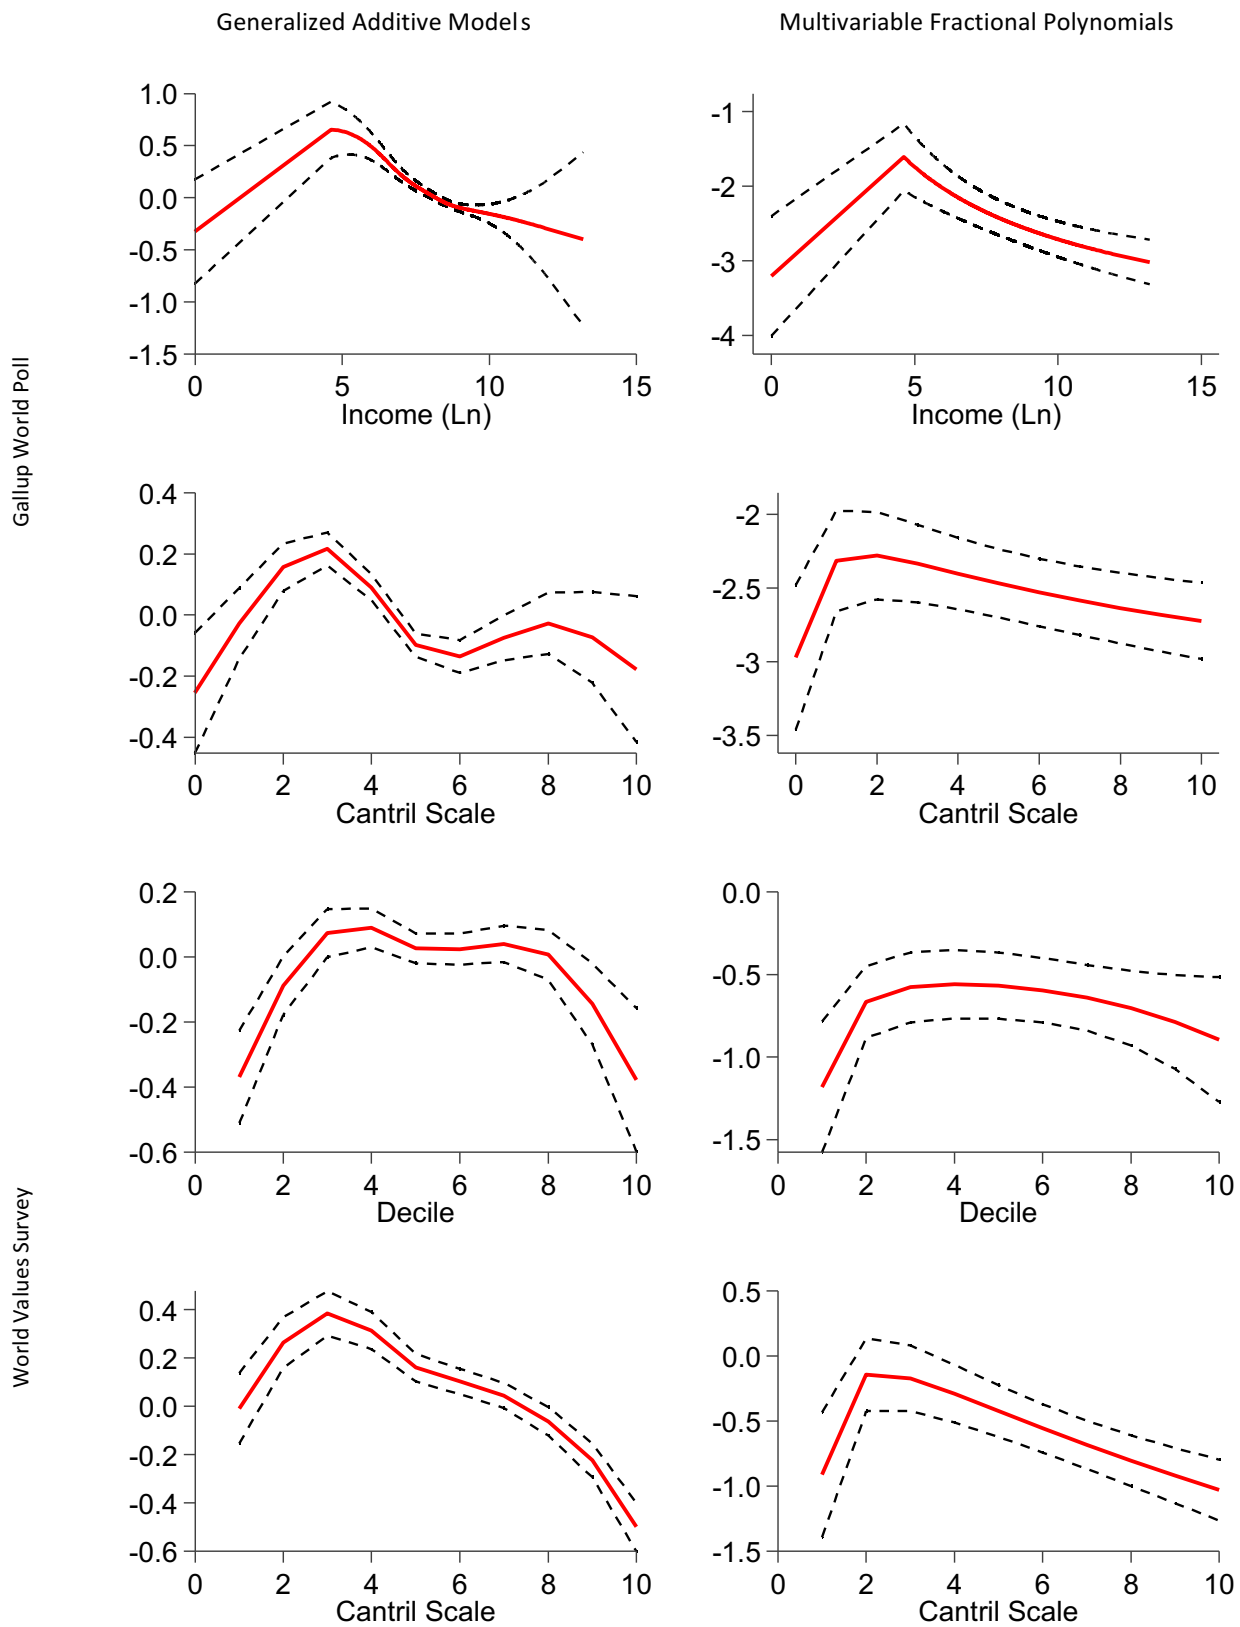 Generalized Additive Models
Multivariable Fractional Polynomials
Gallup World Poll
1.0
0.5
0.0
-0.5
-1.0
-1.5
0 5 10 15
Income (Ln)
-1
-2
-3
-4
0 5 10 15
Income (Ln)
0.4
0.2
0.0
-0.2
-0.4
0 2 4 6 8 10
Cantril Scale
-2
-2.5
-3
-3.5
0 2 4 6 8 10
Cantril Scale
World Values Survey
0.2
0.0
-0.2
-0.4
-0.6
0 2 4 6 8 10
Decile
0.0
-0.5
-1.0
-1.5
0 2 4 6 8 10
Decile
0.4
0.2
0.0
-0.2
-0.4
-0.6
0 2 4 6 8 10
Cantril Scale
0.5
0.0
-0.5
-1.0
-1.5
0 2 4 6 8 10
Cantril Scale